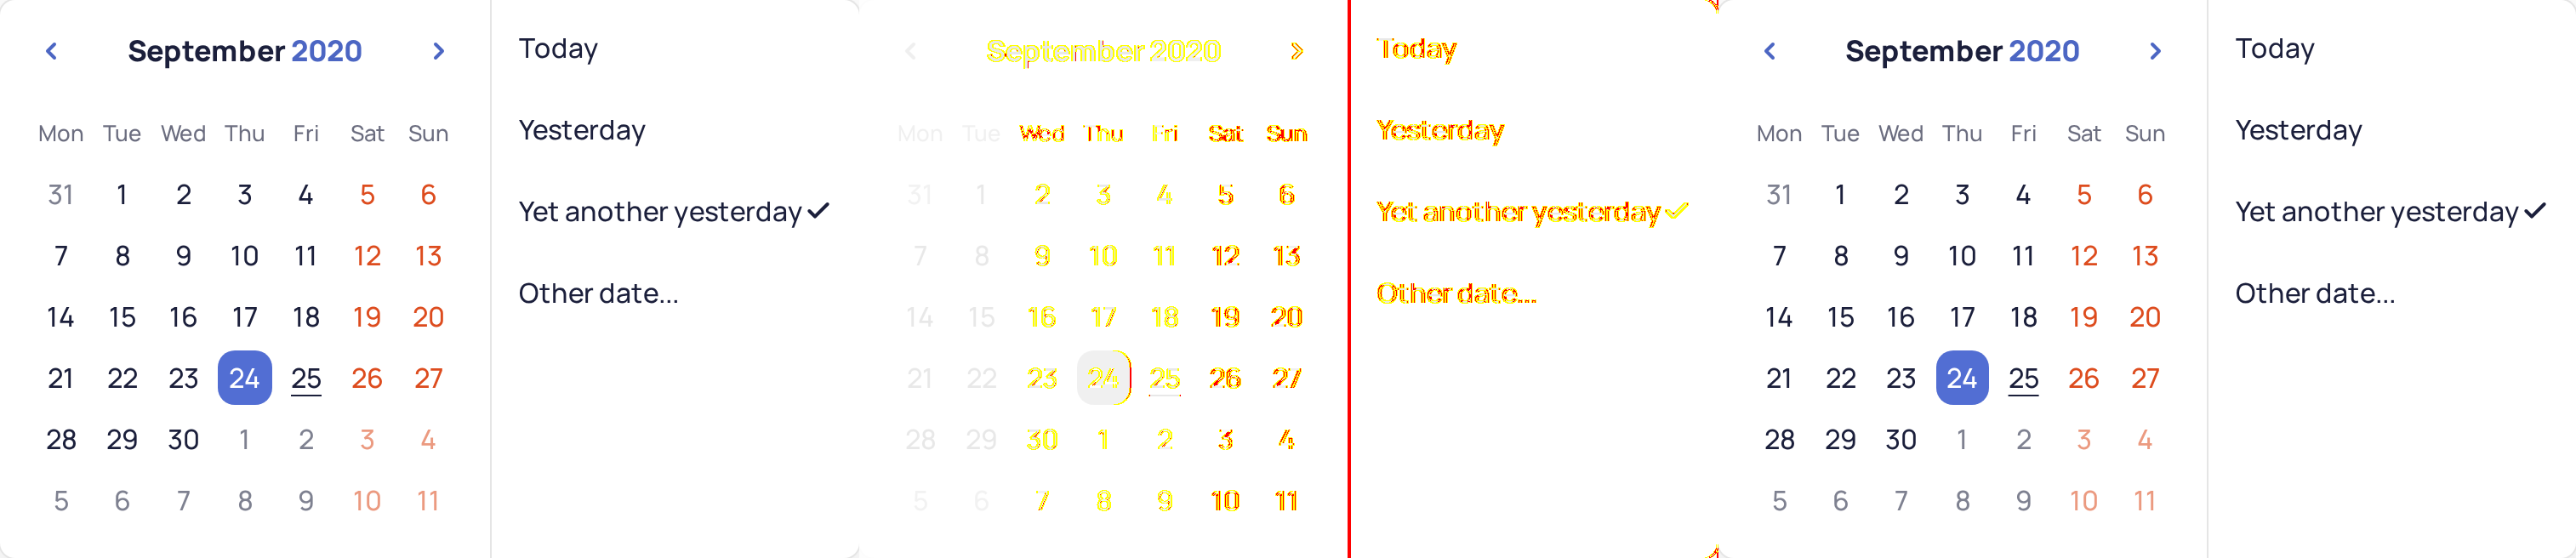 September 2020
Mon Tue Wed Thu Fri Sat Sun
31 1 2 3 4 5 6
7 8 9 10 11 12 13
14 15 16 17 18 19 20
21 22 23 24 25 26 27
28 29 30 1 2 3 4
5 6 7 8 9 10 11
Today
Yesterday
Yet another yesterday
Other date...
September 2020
Mon Tue Wed Thu Fri Sat Sun
31 1 2 3 4 5 6
7 8 9 10 11 12 13
14 15 16 17 18 19 20
21 22 23 24 25 26 27
28 29 30 1 2 3 4
5 6 7 8 9 10 11
Today
Yesterday
Yet another yesterday
Other date...
September 2020
Mon Tue Wed Thu Fri Sat Sun
31 1 2 3 4 5 6
7 8 9 10 11 12 13
14 15 16 17 18 19 20
21 22 23 24 25 26 27
28 29 30 1 2 3 4
5 6 7 8 9 10 11
Today
Yesterday
Yet another yesterday
Other date...